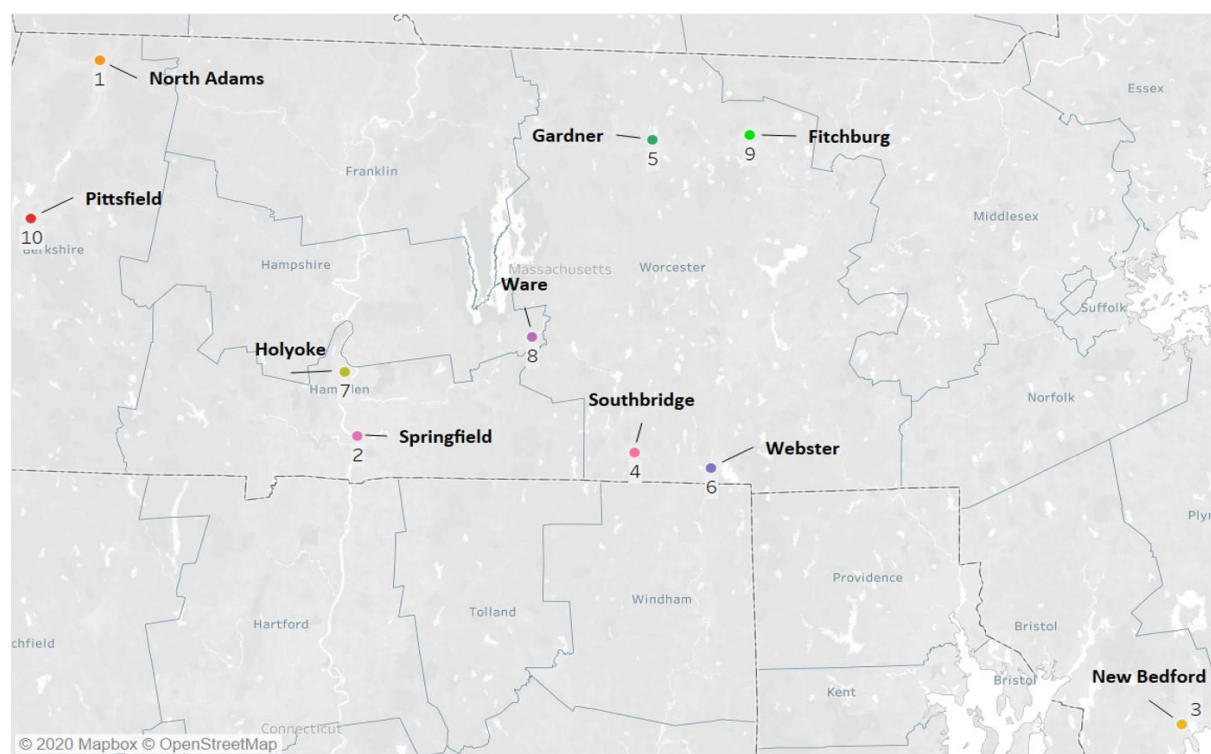 North Adams
1
Essex
Gardner
5
Fitchburg
9
Franklin
Pittsfield
10
Berkshire
Middlesex
Hampshire
Massachusetts
Worcester
Ware
8
Suffolk
Holyoke
Hampden
7
Norfolk
Southbridge
4
Springfield
2
Webster
6
Plyn
Providence
Windham
Tolland
Hartford
Bristol
chfield
Bristol
New Bedford
3
Kent
Connecticut
© 2020 Mapbox © OpenStreetMap